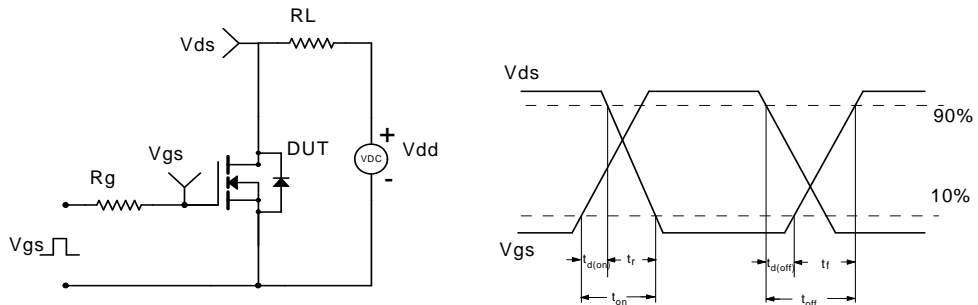 RL
Vds
DUT
Vgs
Rg
Vgs
+
VDC
-
Vdd
Vds
90%
10%
Vgs
td(on)
tr
ton
td(off)
tf
toff